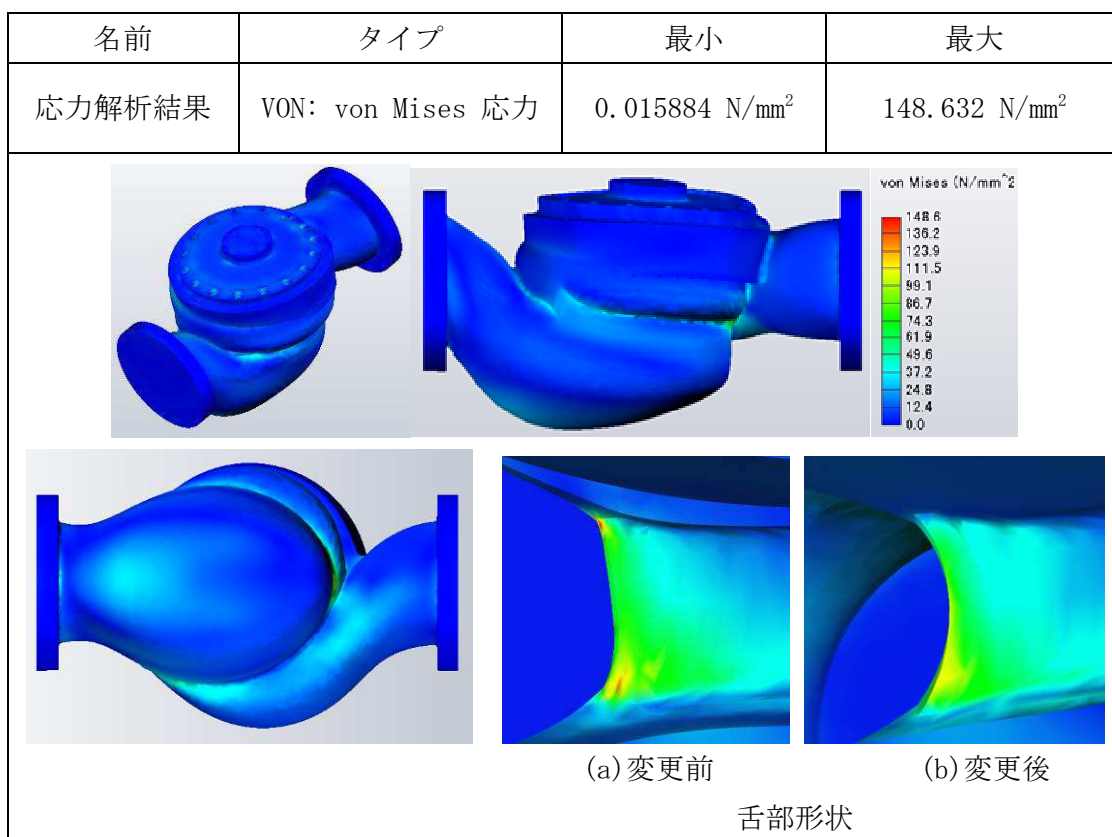 名前 タイプ 最小 最大
応力解析結果 VON: von Mises 応力 0.015884 N/mm² 148.632 N/mm²
von Mises (N/mm^2
148.6
136.2
123.9
111.5
99.1
86.7
74.3
61.9
49.6
37.2
24.8
12.4
0.0
(a)変更前 (b)変更後
舌部形状